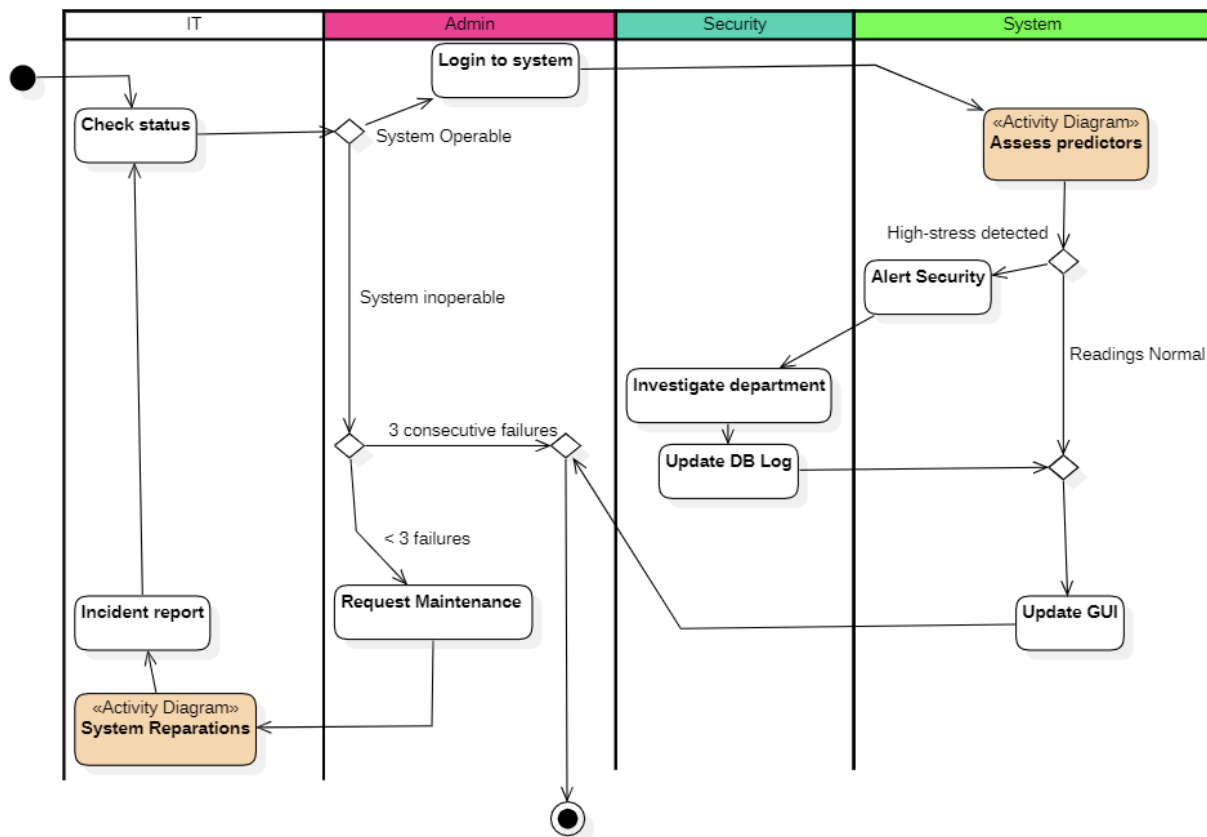 IT
Admin
Security
System
Login to system
Check status
System Operable
«Activity Diagram»
Assess predictors
High-stress detected
Alert Security
System inoperable
Readings Normal
Investigate department
3 consecutive failures
Update DB Log
< 3 failures
Request Maintenance
Incident report
Update GUI
«Activity Diagram»
System Reparations